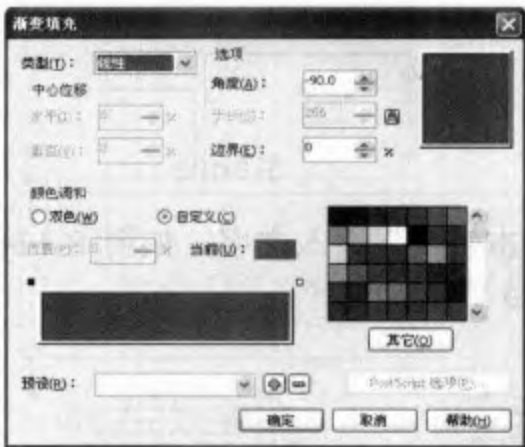 渐变填充
类型(T)： 线性
选项
角度(A)： -90.0
中心位移
水平(I)： %
步长值： 256
垂直(V)： %
边界(E)： 0 %
颜色调和
双色(W) 自定义(C)
位置(P)： 当前(U)：
其它(O)
预设(R)：
PostScript 选项(P)...
确定 取消 帮助(H)